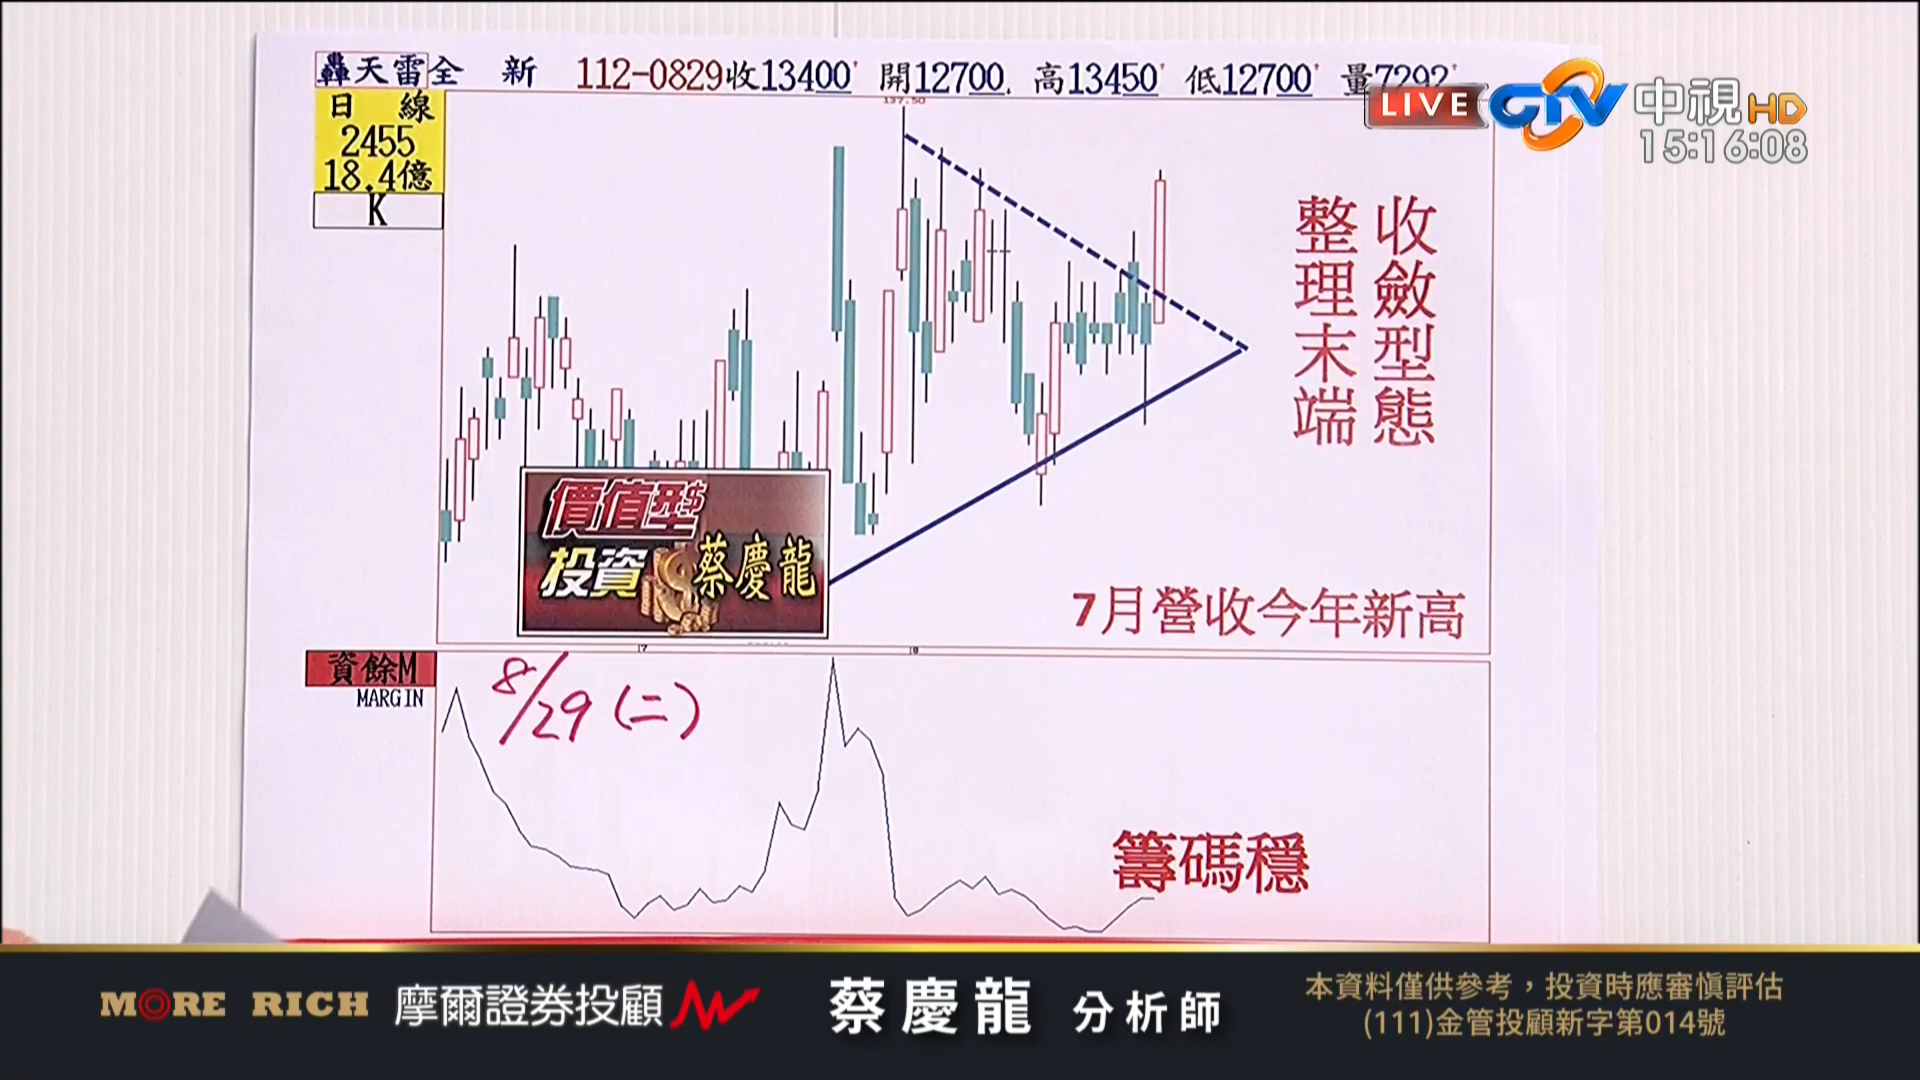 轟天雷全 新 112-0829收13400' 開12700. 高13450' 低12700' 量7292'
日 線
2455
18.4億
K
137.50
LIVE
CTV 中視HD
15:16:08
收斂型態
整理末端
價值型$
投資 蔡慶龍
7月營收今年新高
7
8
資餘M
MARGIN
8/29 (二)
籌碼穩
MORE RICH 摩爾證券投顧 蔡慶龍 分析師
本資料僅供參考，投資時應審慎評估
(111)金管投顧新字第014號